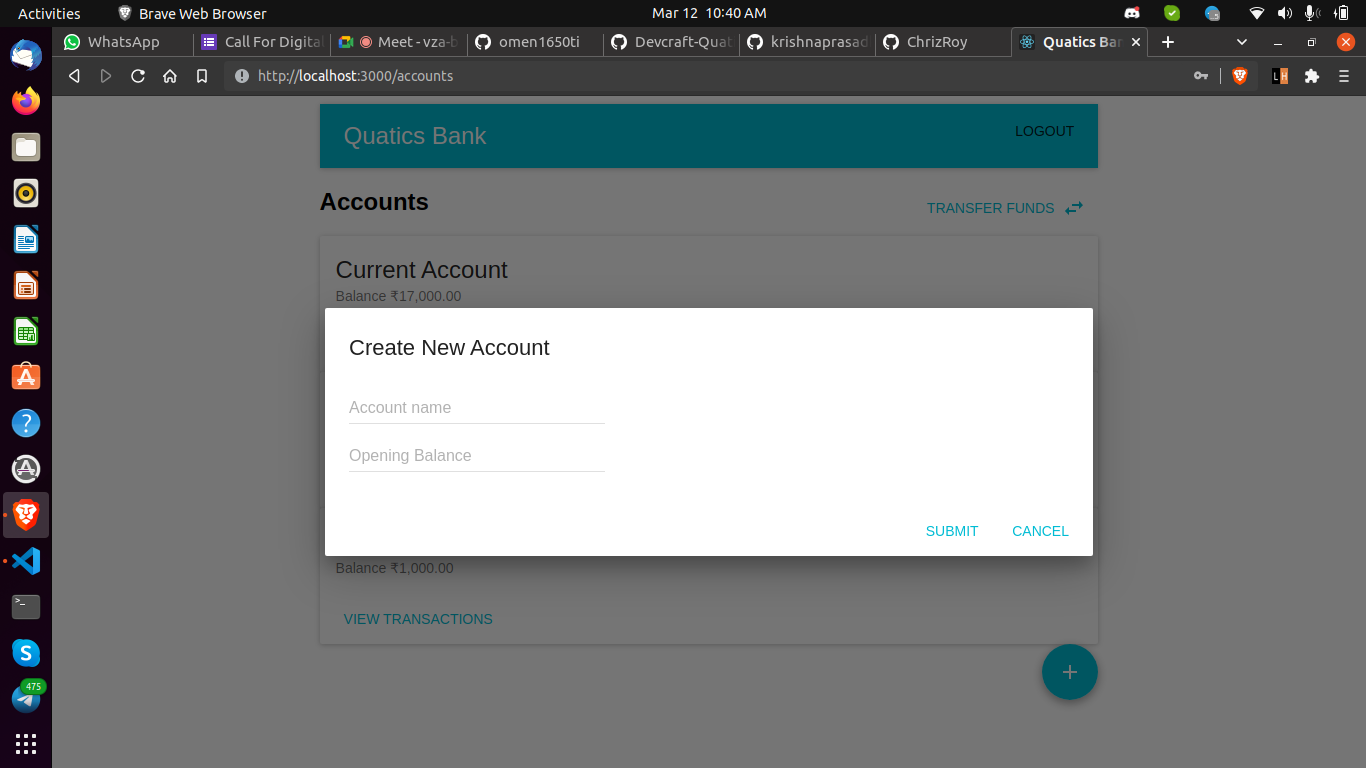 Activities
Brave Web Browser
Mar 12 10:40 AM
WhatsApp
Call For Digita
Meet - vza-b
omen1650ti
Devcraft-Quat
krishnaprasad
ChrizRoy
Quatics Ban
http://localhost:3000/accounts
L H
Quatics Bank
LOGOUT
Accounts
TRANSFER FUNDS
Current Account
Balance ₹17,000.00
Create New Account
Account name
Opening Balance
SUBMIT
CANCEL
Balance ₹1,000.00
VIEW TRANSACTIONS
475